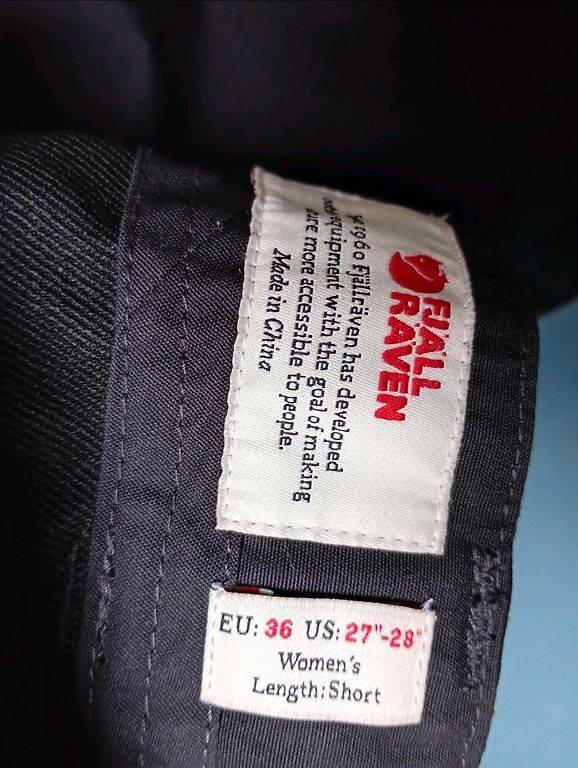 FJÄLL
RÄVEN
1960 Fjällräven has developed
equipment with the goal of making
more accessible to people.
Made in China
EU: 36 US: 27"-28"
Women's
Length: Short